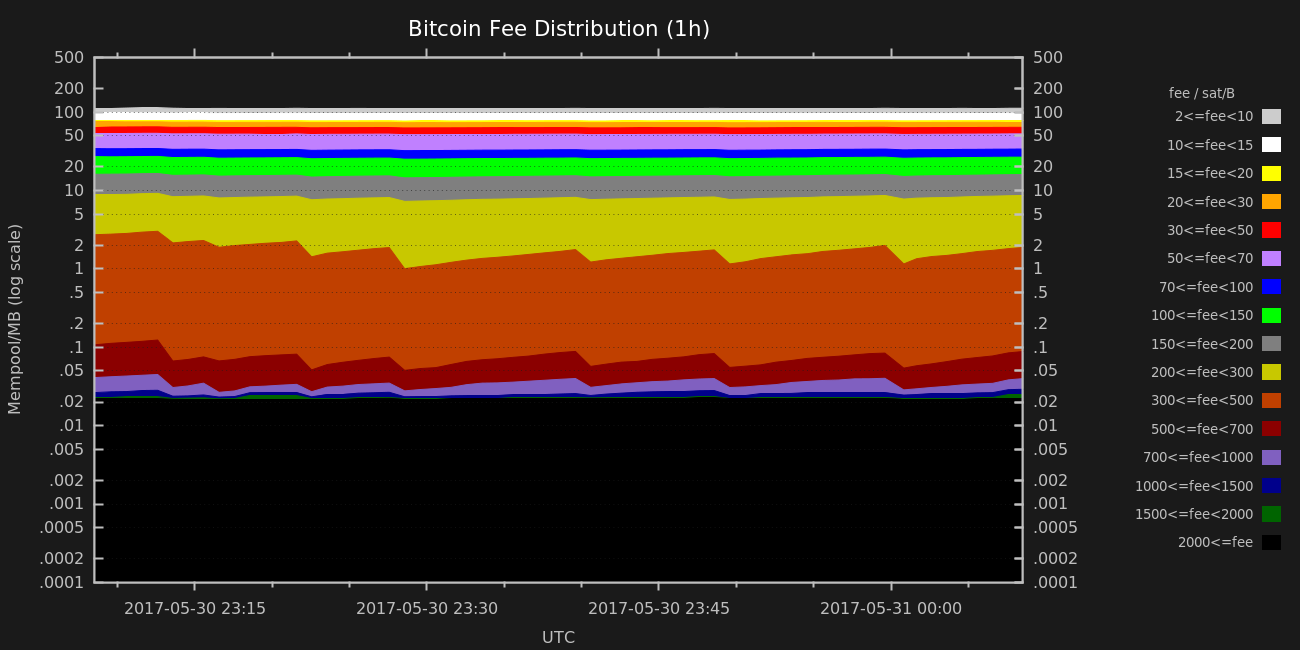 Bitcoin Fee Distribution (1h)
500
200
100
50
20
10
5
2
1
.5
.2
.1
.05
.02
.01
.005
.002
.001
.0005
.0002
.0001
Mempool/MB (log scale)
500
200
100
50
20
10
5
2
1
.5
.2
.1
.05
.02
.01
.005
.002
.001
.0005
.0002
.0001
2017-05-30 23:15 2017-05-30 23:30 2017-05-30 23:45 2017-05-31 00:00
UTC
fee / sat/B
2<=fee<10
10<=fee<15
15<=fee<20
20<=fee<30
30<=fee<50
50<=fee<70
70<=fee<100
100<=fee<150
150<=fee<200
200<=fee<300
300<=fee<500
500<=fee<700
700<=fee<1000
1000<=fee<1500
1500<=fee<2000
2000<=fee